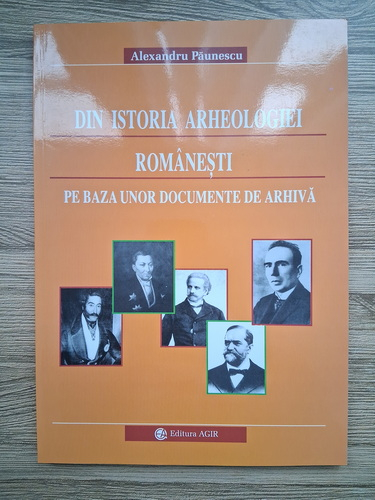 Alexandru Păunescu
DIN ISTORIA ARHEOLOGIEI
ROMÂNEȘTI
PE BAZA UNOR DOCUMENTE DE ARHIVĂ
Editura AGIR